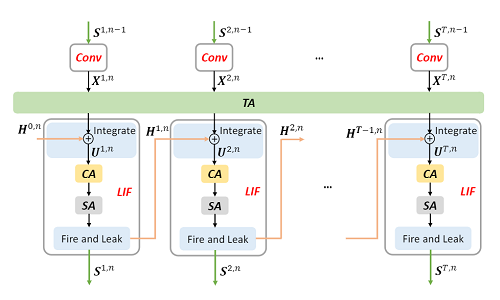 S^{1,n−1} S^{2,n−1} S^{T,n−1}
Conv Conv ... Conv
X^{1,n} X^{2,n} X^{T,n}
TA
H^{0,n} Integrate H^{1,n} Integrate H^{2,n} H^{T−1,n} Integrate
U^{1,n} U^{2,n} U^{T,n}
CA CA CA
LIF LIF ... LIF
SA SA SA
Fire and Leak Fire and Leak Fire and Leak
S^{1,n} S^{2,n} S^{T,n}